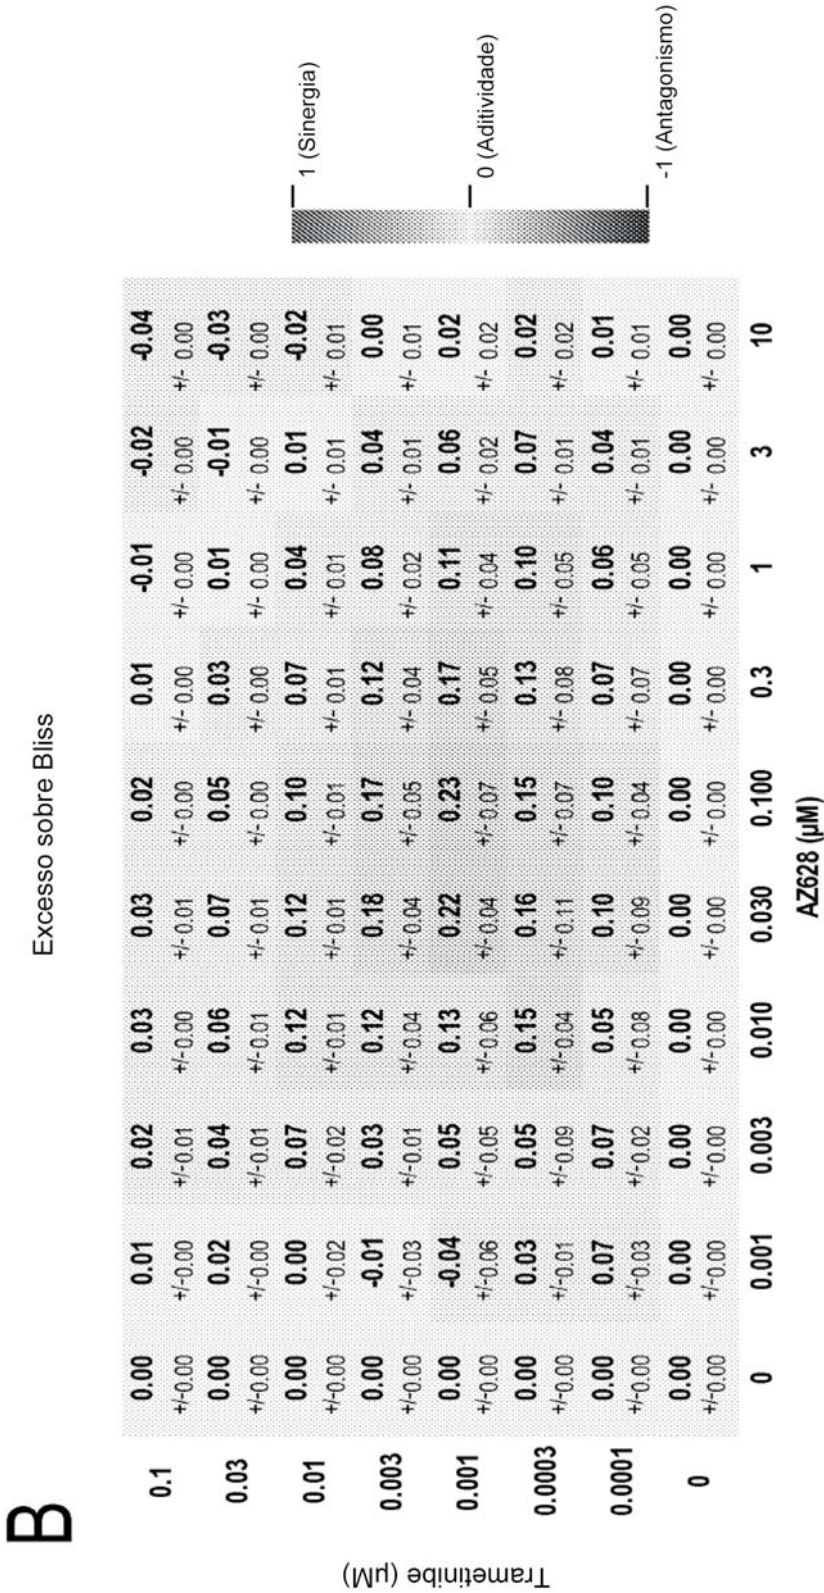 B
Excesso sobre Bliss
Trametinibe (µM)
0.1 0.00 0.01 0.02 0.03 0.03 0.02 0.01 -0.01 -0.02 -0.04
+/-0.00 +/-0.00 +/-0.01 +/-0.00 +/-0.01 +/-0.00 +/- 0.00 +/- 0.00 +/- 0.00 +/- 0.00
0.03 0.00 0.02 0.04 0.06 0.07 0.05 0.03 0.01 -0.01 -0.03
+/-0.00 +/-0.00 +/-0.01 +/-0.01 +/-0.01 +/- 0.00 +/- 0.00 +/- 0.00 +/- 0.00 +/- 0.00
0.01 0.00 0.00 0.07 0.12 0.12 0.10 0.07 0.04 0.01 -0.02
+/-0.00 +/-0.02 +/-0.02 +/-0.01 +/-0.01 +/-0.01 +/- 0.01 +/- 0.01 +/- 0.01 +/- 0.01
0.003 0.00 -0.01 0.03 0.12 0.18 0.17 0.12 0.08 0.04 0.00
+/-0.00 +/-0.03 +/-0.01 +/-0.04 +/-0.04 +/-0.05 +/- 0.04 +/- 0.02 +/- 0.01 +/- 0.01
0.001 0.00 -0.04 0.05 0.13 0.22 0.23 0.17 0.11 0.06 0.02
+/-0.00 +/-0.06 +/-0.05 +/-0.06 +/-0.04 +/-0.07 +/- 0.05 +/- 0.04 +/- 0.02 +/- 0.02
0.0003 0.00 0.03 0.05 0.15 0.16 0.15 0.13 0.10 0.07 0.02
+/-0.00 +/-0.01 +/-0.09 +/-0.04 +/-0.11 +/-0.07 +/- 0.08 +/- 0.05 +/- 0.01 +/- 0.02
0.0001 0.00 0.07 0.07 0.05 0.10 0.10 0.07 0.06 0.04 0.01
+/-0.00 +/-0.03 +/-0.02 +/-0.08 +/-0.09 +/- 0.04 +/- 0.07 +/- 0.05 +/- 0.01 +/- 0.01
0 0.00 0.00 0.00 0.00 0.00 0.00 0.00 0.00 0.00 0.00
+/-0.00 +/-0.00 +/-0.00 +/-0.00 +/- 0.00 +/- 0.00 +/- 0.00 +/- 0.00 +/- 0.00 +/- 0.00
0 0.001 0.003 0.010 0.030 0.100 0.3 1 3 10
AZ628 (µM)
1 (Sinergia)
0 (Aditividade)
-1 (Antagonismo)